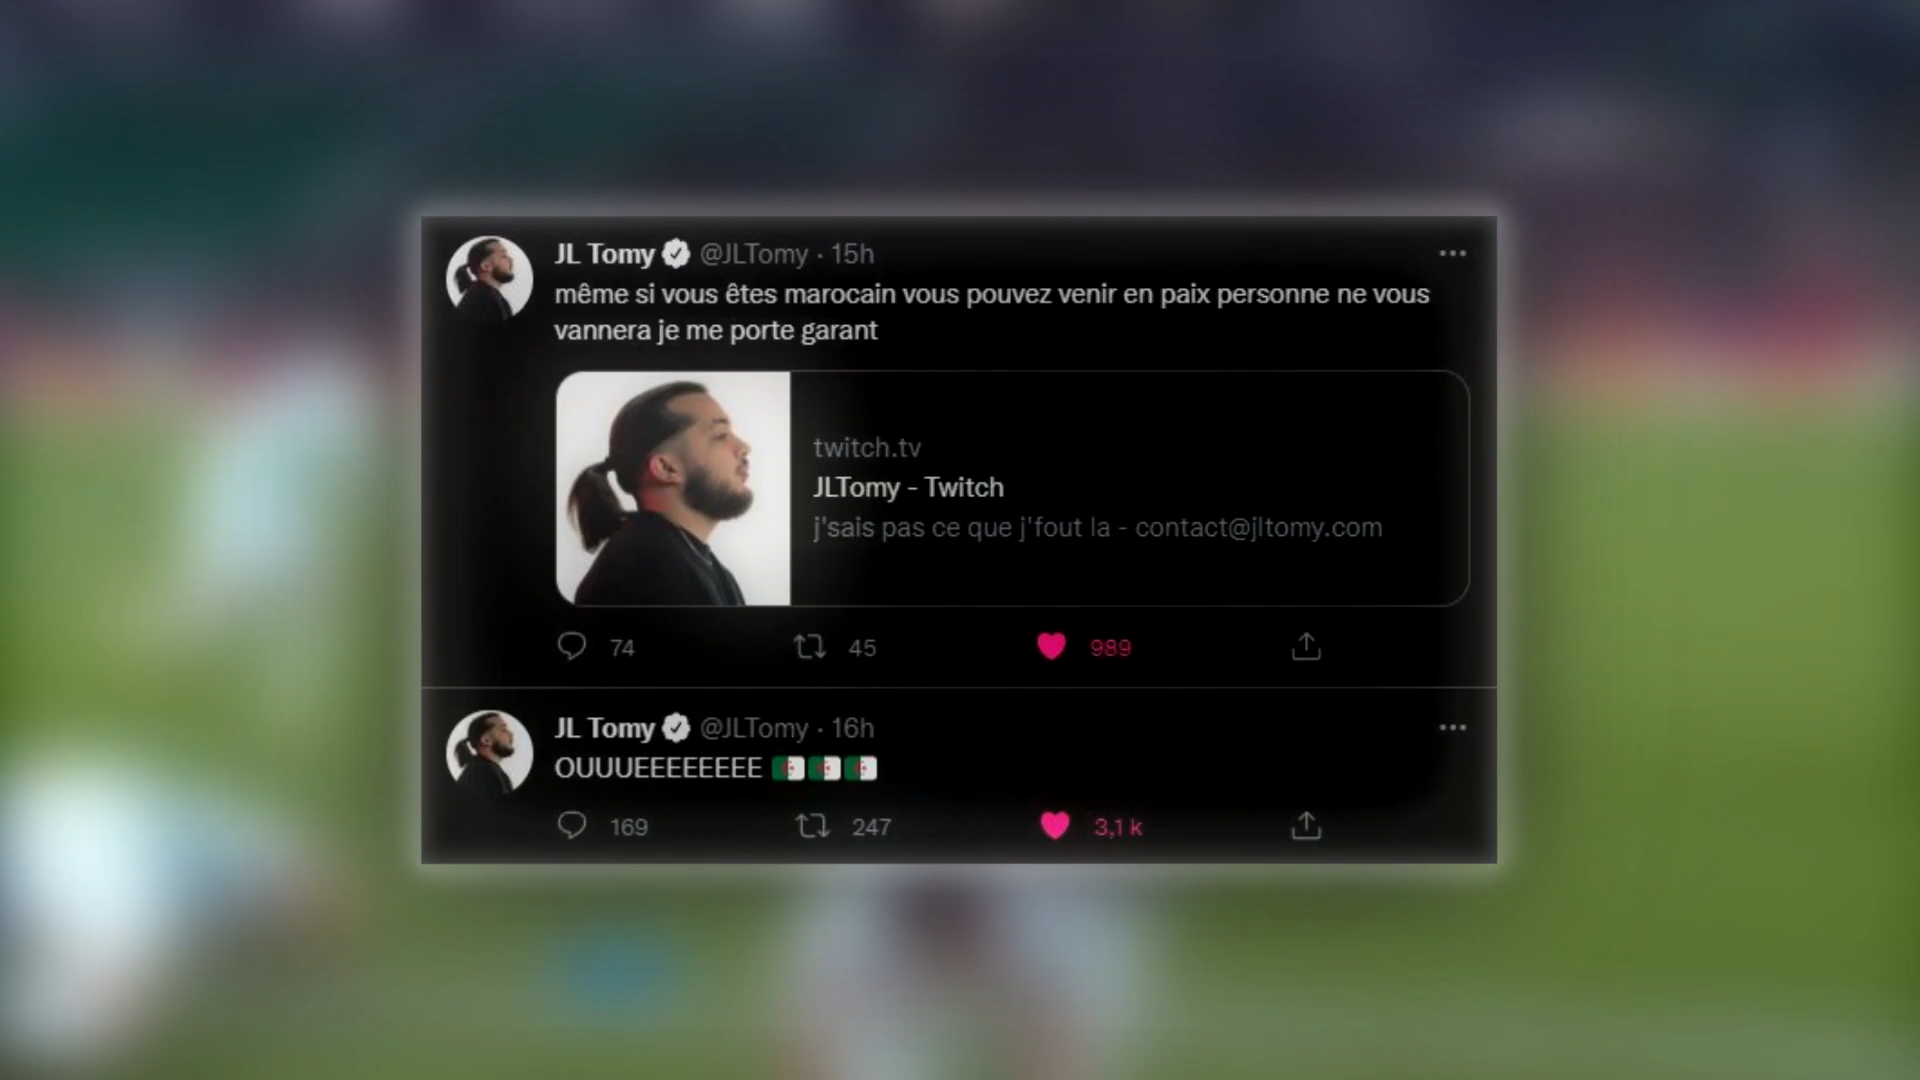 JL Tomy @JLTomy · 15h
même si vous êtes marocain vous pouvez venir en paix personne ne vous
vannera je me porte garant
twitch.tv
JLTomy - Twitch
j'sais pas ce que j'fout la - contact@jltomy.com
74 45 989
JL Tomy @JLTomy · 16h
OUUUEEEEEEEE 🇩🇿🇩🇿🇩🇿
169 247 3,1 k